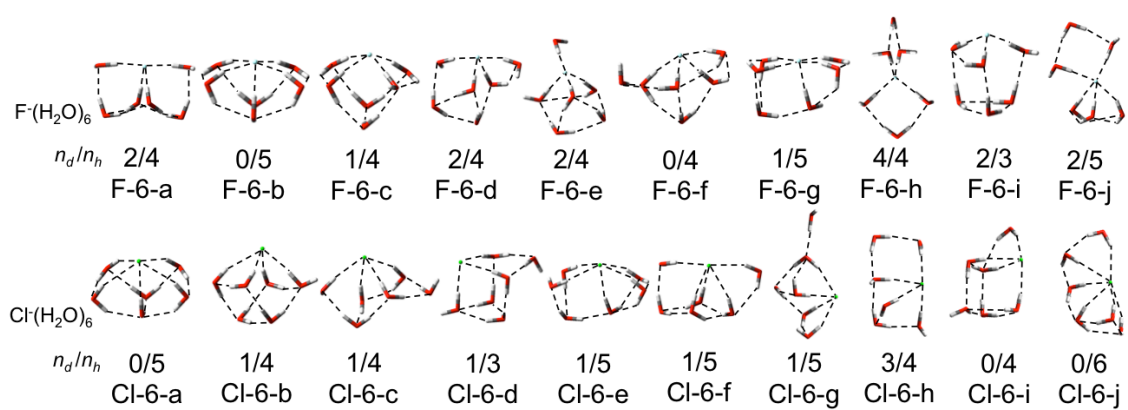 F⁻(H₂O)₆
n_d/n_h 2/4 0/5 1/4 2/4 2/4 0/4 1/5 4/4 2/3 2/5
F-6-a F-6-b F-6-c F-6-d F-6-e F-6-f F-6-g F-6-h F-6-i F-6-j
Cl⁻(H₂O)₆
n_d/n_h 0/5 1/4 1/4 1/3 1/5 1/5 1/5 3/4 0/4 0/6
Cl-6-a Cl-6-b Cl-6-c Cl-6-d Cl-6-e Cl-6-f Cl-6-g Cl-6-h Cl-6-i Cl-6-j